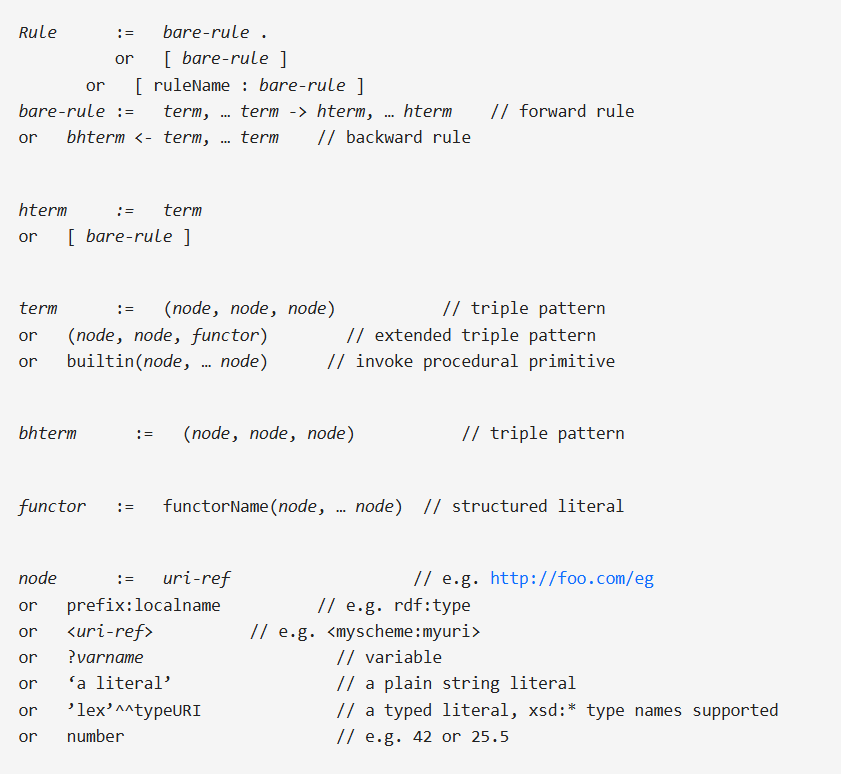 Rule := bare-rule .
or [ bare-rule ]
or [ ruleName : bare-rule ]
bare-rule := term, … term -> hterm, … hterm // forward rule
or bhterm <- term, … term // backward rule
hterm := term
or [ bare-rule ]
term := (node, node, node) // triple pattern
or (node, node, functor) // extended triple pattern
or builtin(node, … node) // invoke procedural primitive
bhterm := (node, node, node) // triple pattern
functor := functorName(node, … node) // structured literal
node := uri-ref // e.g. http://foo.com/eg
or prefix:localname // e.g. rdf:type
or <uri-ref> // e.g. <myscheme:myuri>
or ?varname // variable
or ‘a literal’ // a plain string literal
or ’lex’^^typeURI // a typed literal, xsd:* type names supported
or number // e.g. 42 or 25.5